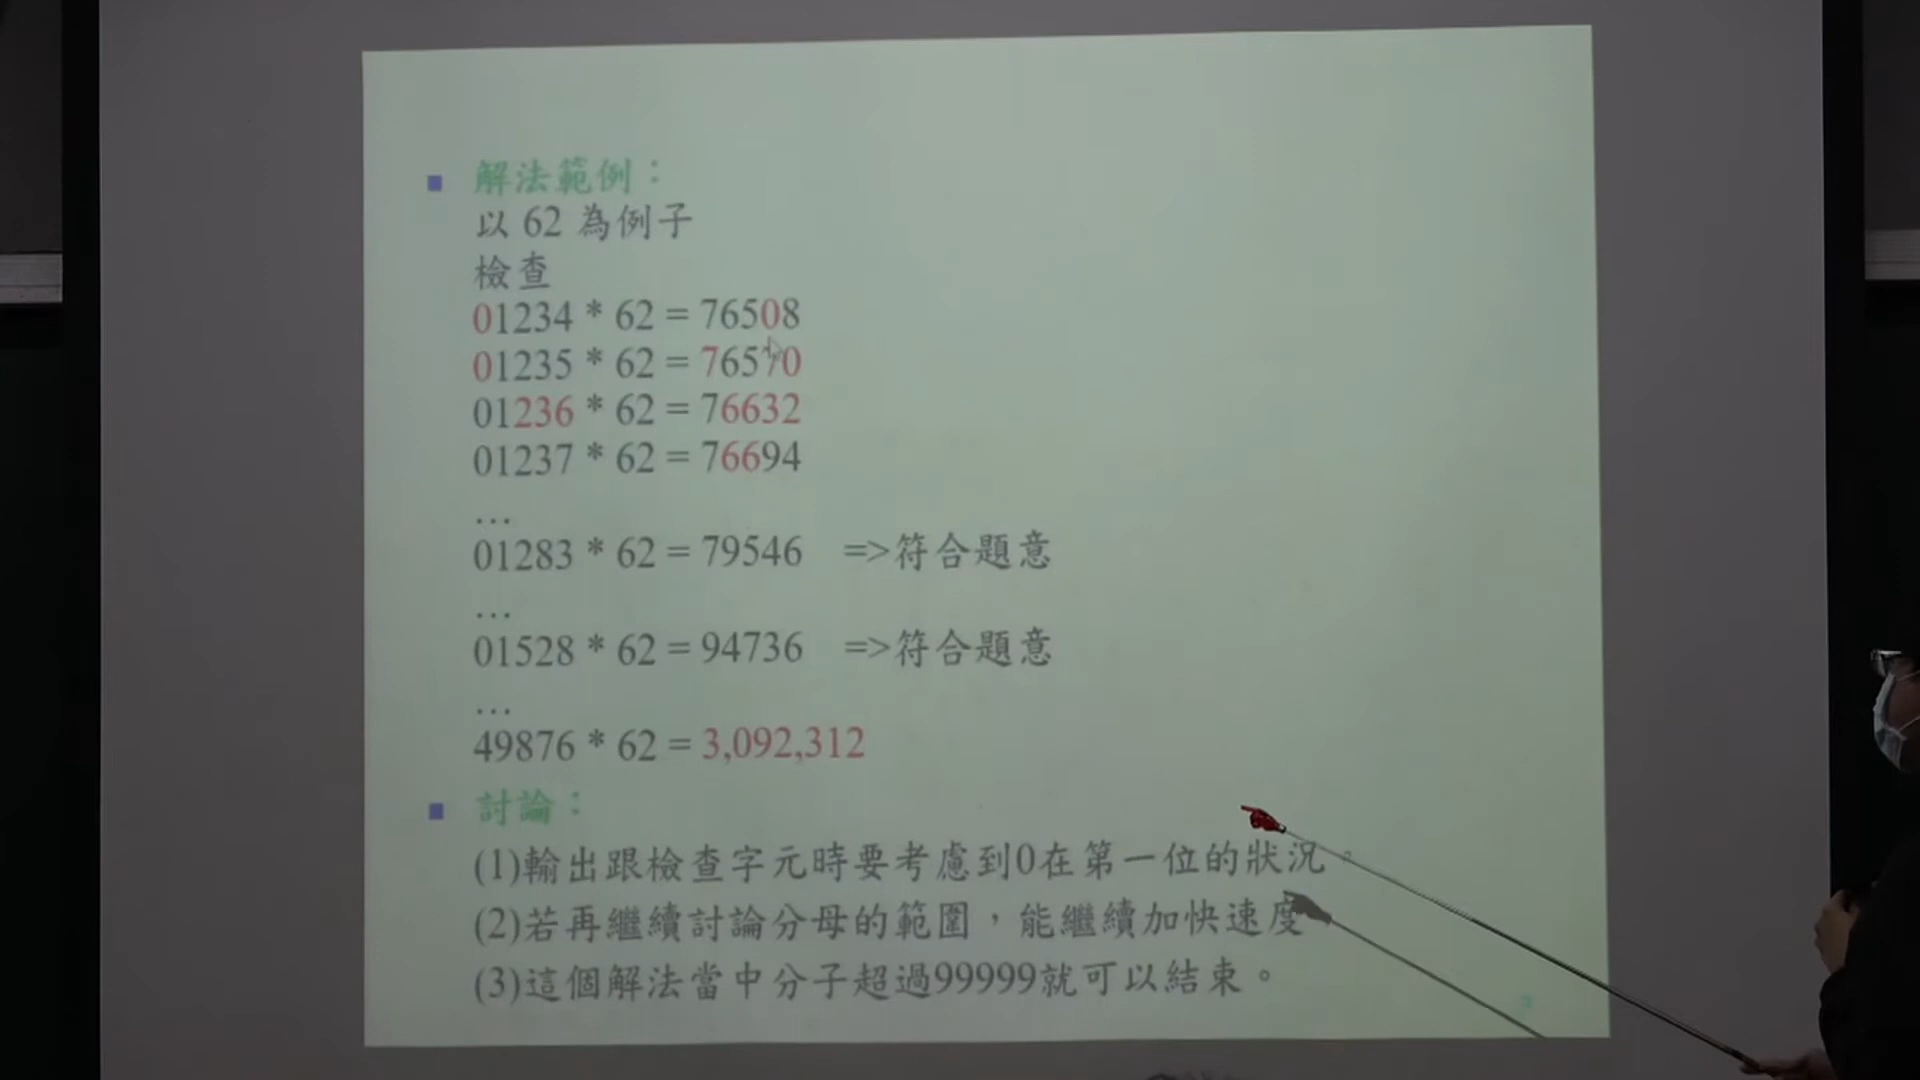 解法範例：
以 62 為例子
檢查
01234 * 62 = 76508
01235 * 62 = 76570
01236 * 62 = 76632
01237 * 62 = 76694
…
01283 * 62 = 79546 =>符合題意
…
01528 * 62 = 94736 =>符合題意
…
49876 * 62 = 3,092,312
討論：
(1)輸出跟檢查字元時要考慮到0在第一位的狀況。
(2)若再繼續討論分母的範圍，能繼續加快速度
(3)這個解法當中分子超過99999就可以結束。